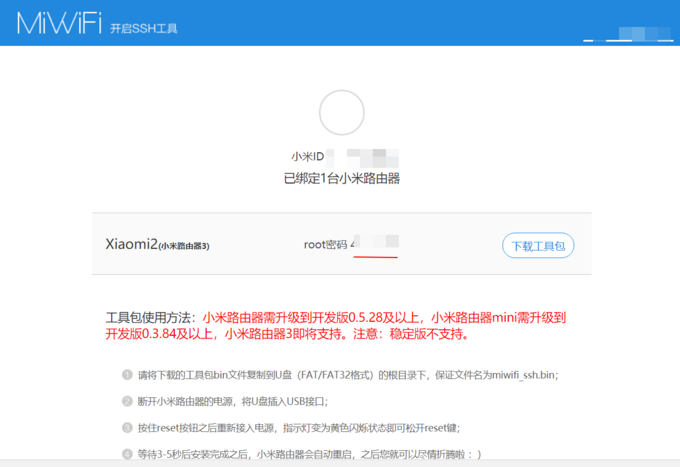 MiWiFi 开启SSH工具
小米ID
已绑定1台小米路由器
Xiaomi2(小米路由器3) root密码 4 下载工具包
工具包使用方法：小米路由器需升级到开发版0.5.28及以上，小米路由器mini需升级到
开发版0.3.84及以上，小米路由器3即将支持。注意：稳定版不支持。
1 请将下载的工具包bin文件复制到U盘（FAT/FAT32格式）的根目录下，保证文件名为miwifi_ssh.bin；
2 断开小米路由器的电源，将U盘插入USB接口；
3 按住reset按钮之后重新接入电源，指示灯变为黄色闪烁状态即可松开reset键；
4 等待3-5秒后安装完成之后，小米路由器会自动重启，之后您就可以尽情折腾啦 ：）